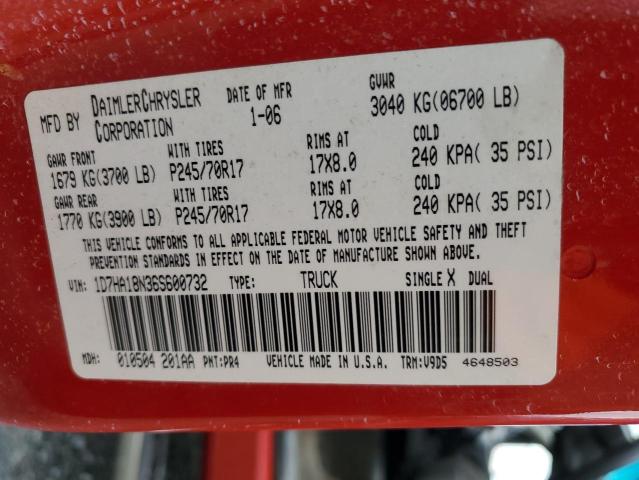 MFD BY DAIMLERCHRYSLER CORPORATION DATE OF MFR 1-06 GVWR 3040 KG(06700 LB)
GAWR FRONT WITH TIRES RIMS AT COLD
1679 KG(3700 LB) P245/70R17 17X8.0 240 KPA( 35 PSI)
GAWR REAR WITH TIRES RIMS AT COLD
1770 KG(3900 LB) P245/70R17 17X8.0 240 KPA( 35 PSI)
THIS VEHICLE CONFORMS TO ALL APPLICABLE FEDERAL MOTOR VEHICLE SAFETY AND THEFT
PREVENTION STANDARDS IN EFFECT ON THE DATE OF MANUFACTURE SHOWN ABOVE.
VIN: 1D7HA18N36S600732 TYPE: TRUCK SINGLE X DUAL
MDH: 010504 201AA PNT:PR4 VEHICLE MADE IN U.S.A. TRM:V9D5 4648503